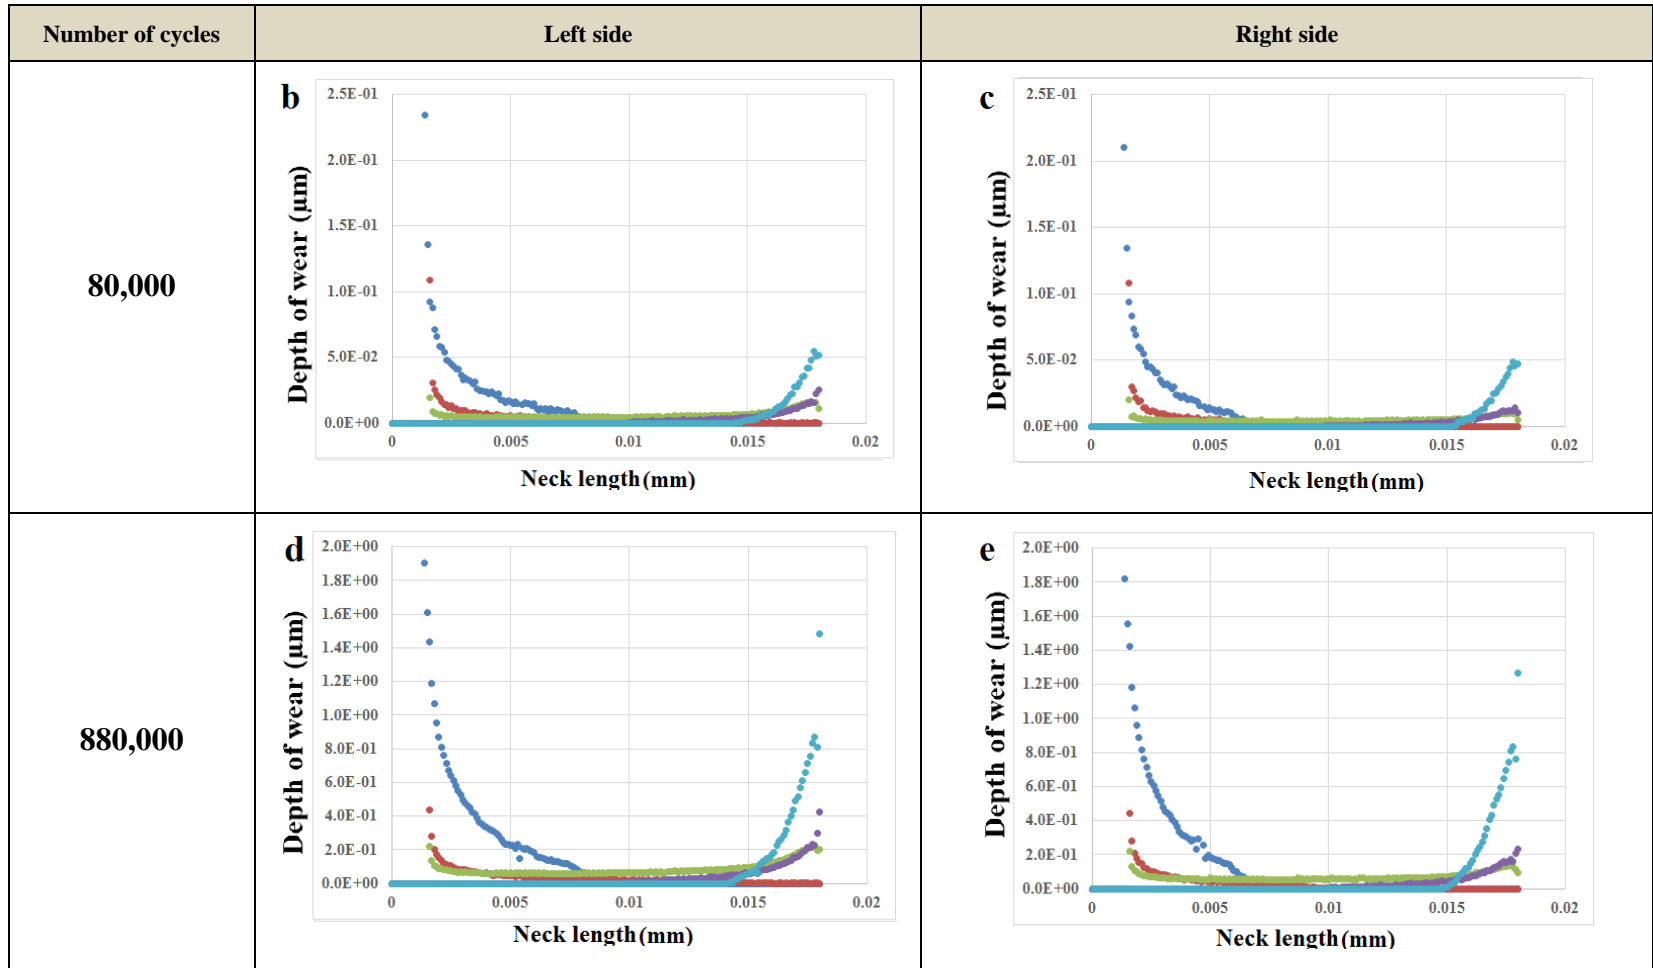 Number of cycles
Left side
Right side
80,000
b
2.5E-01
2.0E-01
1.5E-01
1.0E-01
5.0E-02
0.0E+00
0 0.005 0.01 0.015 0.02
Depth of wear (µm)
Neck length (mm)
c
2.5E-01
2.0E-01
1.5E-01
1.0E-01
5.0E-02
0.0E+00
0 0.005 0.01 0.015 0.02
Depth of wear (µm)
Neck length (mm)
880,000
d
2.0E+00
1.8E+00
1.6E+00
1.4E+00
1.2E+00
1.0E+00
8.0E-01
6.0E-01
4.0E-01
2.0E-01
0.0E+00
0 0.005 0.01 0.015 0.02
Depth of wear (µm)
Neck length (mm)
e
2.0E+00
1.8E+00
1.6E+00
1.4E+00
1.2E+00
1.0E+00
8.0E-01
6.0E-01
4.0E-01
2.0E-01
0.0E+00
0 0.005 0.01 0.015 0.02
Depth of wear (µm)
Neck length (mm)